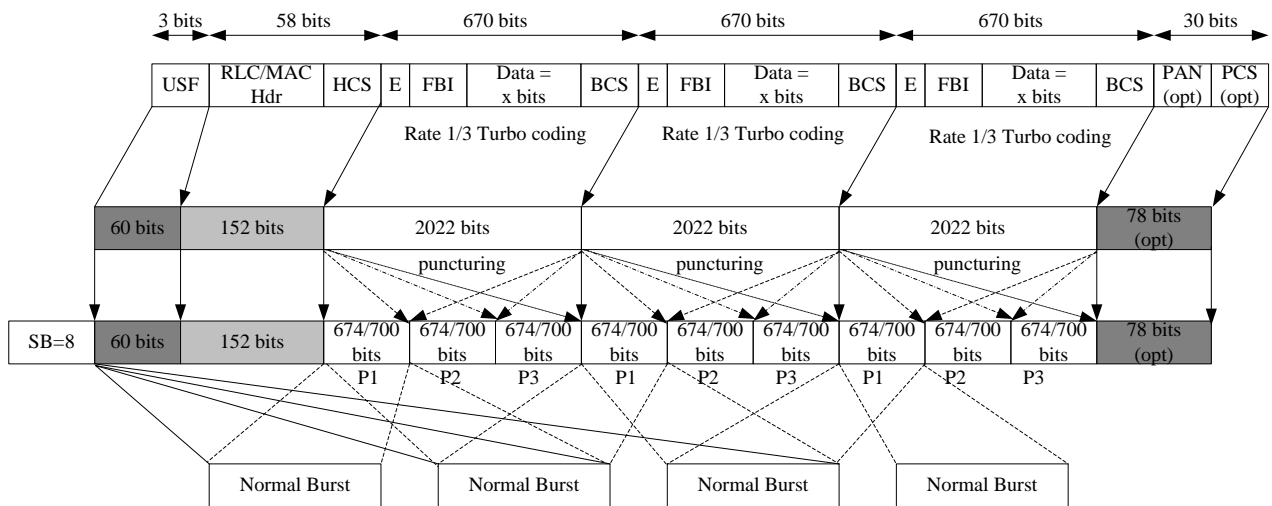 3 bits 58 bits 670 bits 670 bits 670 bits 30 bits
USF RLC/MAC Hdr HCS E FBI Data = x bits BCS E FBI Data = x bits BCS E FBI Data = x bits BCS PAN (opt) PCS (opt)
Rate 1/3 Turbo coding Rate 1/3 Turbo coding Rate 1/3 Turbo coding
60 bits 152 bits 2022 bits 2022 bits 2022 bits 78 bits (opt)
puncturing puncturing puncturing
SB=8 60 bits 152 bits 674/700 bits 674/700 bits 674/700 bits 674/700 bits 674/700 bits 674/700 bits 674/700 bits 674/700 bits 674/700 bits 78 bits (opt)
P1 P2 P3 P1 P2 P3 P1 P2 P3
Normal Burst Normal Burst Normal Burst Normal Burst